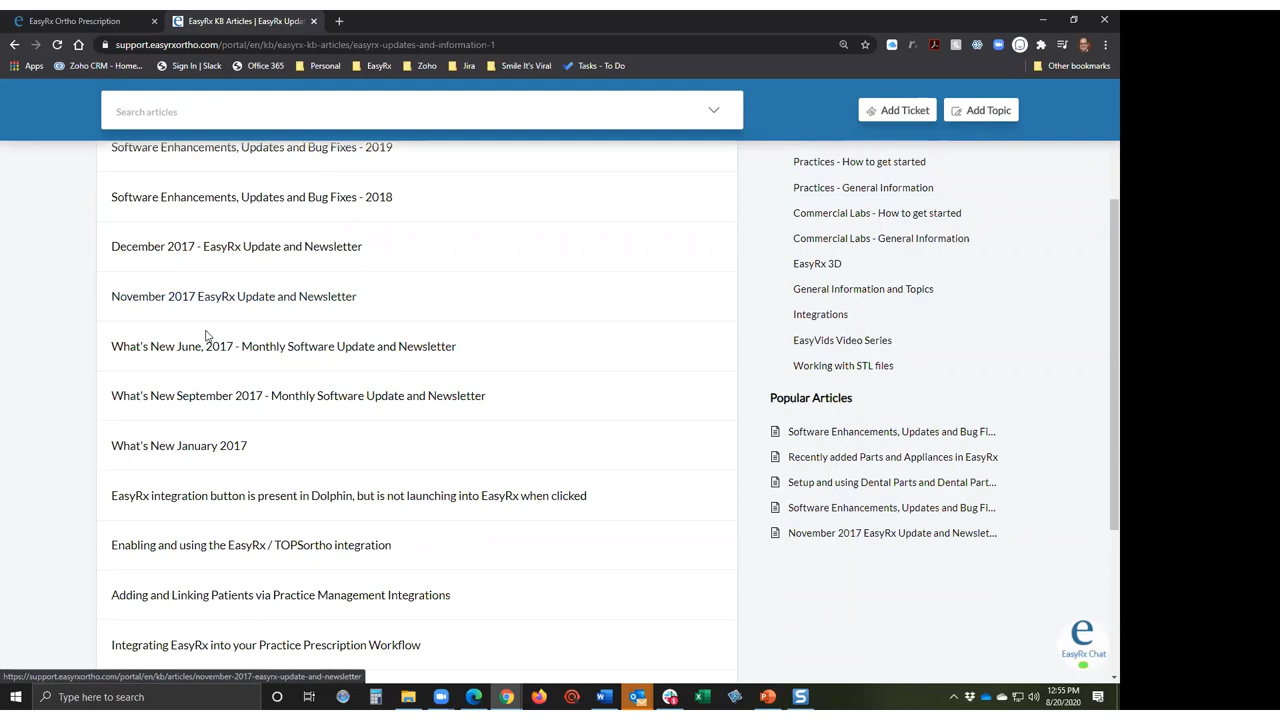 EasyRx Ortho Prescription
EasyRx KB Articles | EasyRx Upda
support.easyrxortho.com/portal/en/kb/easyrx-kb-articles/easyrx-updates-and-information-1
Apps
Zoho CRM - Home...
Sign In | Slack
Office 365
Personal
EasyRx
Zoho
Jira
Smile It's Viral
Tasks - To Do
Other bookmarks
Search articles
Add Ticket
Add Topic
Software Enhancements, Updates and Bug Fixes - 2019
Software Enhancements, Updates and Bug Fixes - 2018
December 2017 - EasyRx Update and Newsletter
November 2017 EasyRx Update and Newsletter
What's New June, 2017 - Monthly Software Update and Newsletter
What's New September 2017 - Monthly Software Update and Newsletter
What's New January 2017
EasyRx integration button is present in Dolphin, but is not launching into EasyRx when clicked
Enabling and using the EasyRx / TOPSortho integration
Adding and Linking Patients via Practice Management Integrations
Integrating EasyRx into your Practice Prescription Workflow
Practices - How to get started
Practices - General Information
Commercial Labs - How to get started
Commercial Labs - General Information
EasyRx 3D
General Information and Topics
Integrations
EasyVids Video Series
Working with STL files
Popular Articles
Software Enhancements, Updates and Bug Fi...
Recently added Parts and Appliances in EasyRx
Setup and using Dental Parts and Dental Part...
Software Enhancements, Updates and Bug Fi...
November 2017 EasyRx Update and Newslet...
e
EasyRx Chat
https://support.easyrxortho.com/portal/en/kb/articles/november-2017-easyrx-update-and-newsletter
Type here to search
12:55 PM
8/20/2020